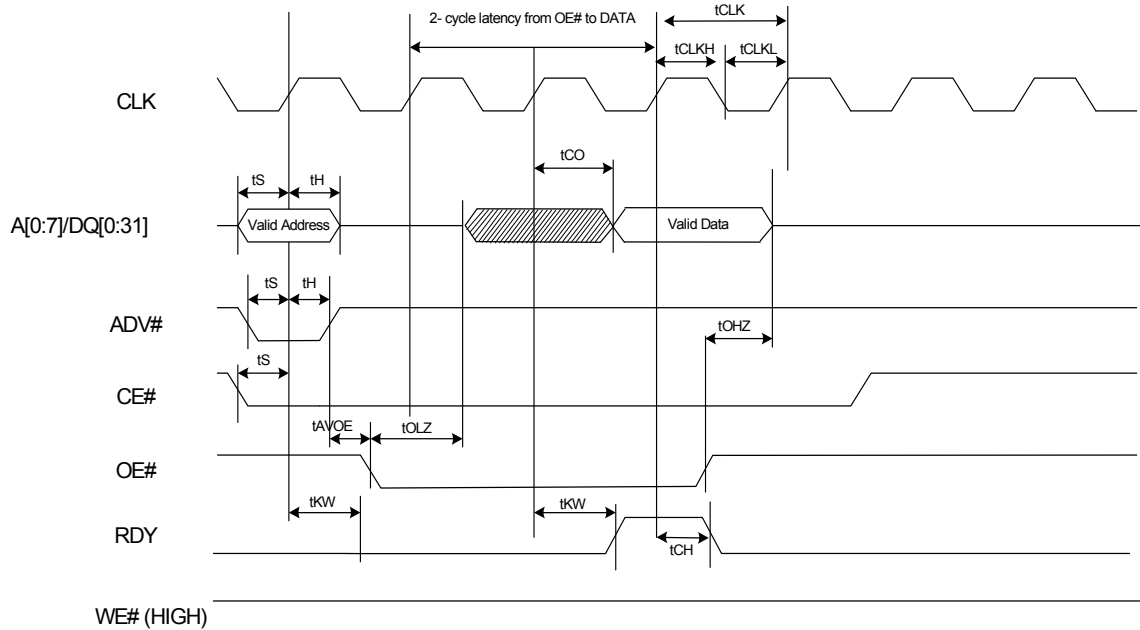 2- cycle latency from OE# to DATA
tCLK
tCLKH
tCLKL
CLK
tCO
tS
tH
A[0:7]/DQ[0:31]
Valid Address
Valid Data
tS
tH
ADV#
tOHZ
tS
CE#
tAVOE
tOLZ
OE#
tKW
tKW
RDY
tCH
WE# (HIGH)